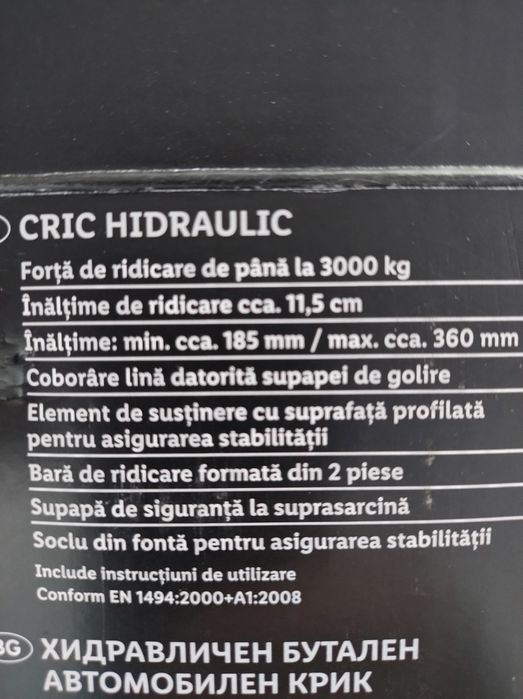 CRIC HIDRAULIC
Forță de ridicare de până la 3000 kg
Înălțime de ridicare cca. 11,5 cm
Înălțime: min. cca. 185 mm / max. cca. 360 mm
Coborâre lină datorită supapei de golire
Element de susținere cu suprafață profilată
pentru asigurarea stabilității
Bară de ridicare formată din 2 piese
Supapă de siguranță la suprasarcină
Soclu din fontă pentru asigurarea stabilității
Include instrucțiuni de utilizare
Conform EN 1494:2000+A1:2008
BG ХИДРАВЛИЧЕН БУТАЛЕН
АВТОМОБИЛЕН КРИК